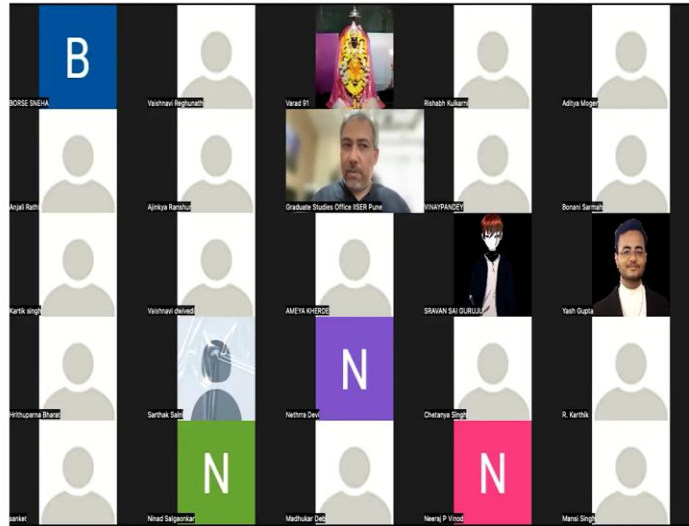 B
BORSE SNEHA
Vaishnavi Reghunath
Varad 91
Rishabh Kulkarni
Aditya Moger
Anjali Rathi
Ajinkya Ranshur
Graduate Studies Office IISER Pune
VINAYPANDEY
Bonani Sarmah
Kartik singh
Vaishnavi dwivedi
AMEYA KHERDE
SRAVAN SAI GURUJU
Yash Gupta
N
Hrithuparna Bharat
Sarthak Saini
Nethrra Devi
Chetanya Singh
R. Karthik
N
N
sanket
Ninad Salgaonkar
Madhukar Deb
Neeraj P Vinod
Mansi Singh